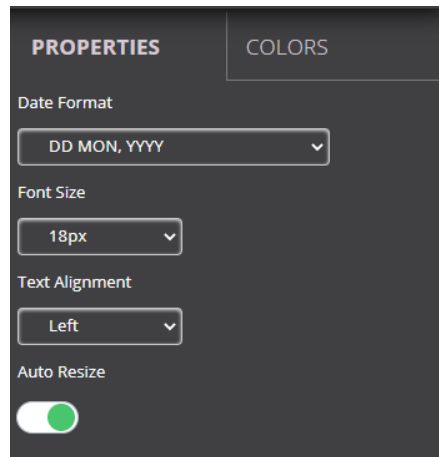 PROPERTIES COLORS
Date Format
DD MON, YYYY
Font Size
18px
Text Alignment
Left
Auto Resize